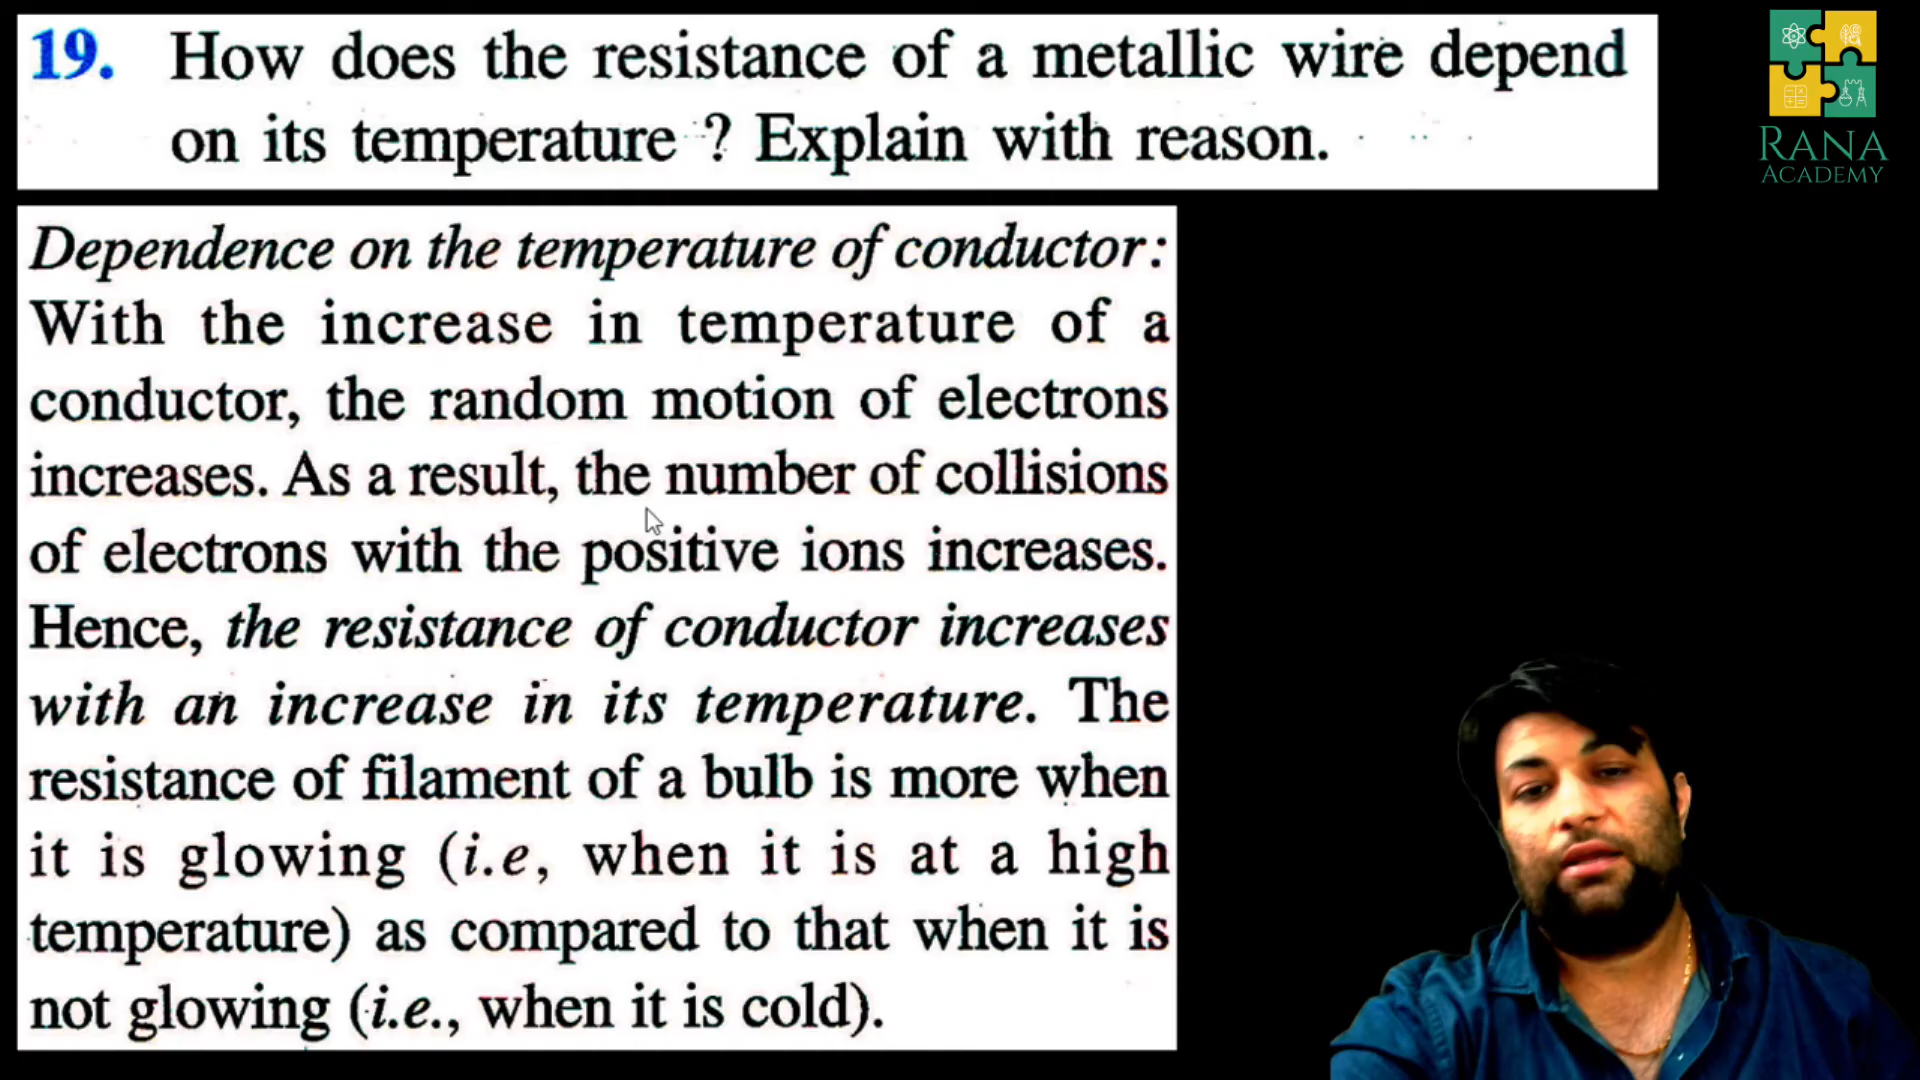 19. How does the resistance of a metallic wire depend
on its temperature ? Explain with reason.
RANA
ACADEMY
Dependence on the temperature of conductor:
With the increase in temperature of a
conductor, the random motion of electrons
increases. As a result, the number of collisions
of electrons with the positive ions increases.
Hence, the resistance of conductor increases
with an increase in its temperature. The
resistance of filament of a bulb is more when
it is glowing (i.e, when it is at a high
temperature) as compared to that when it is
not glowing (i.e., when it is cold).